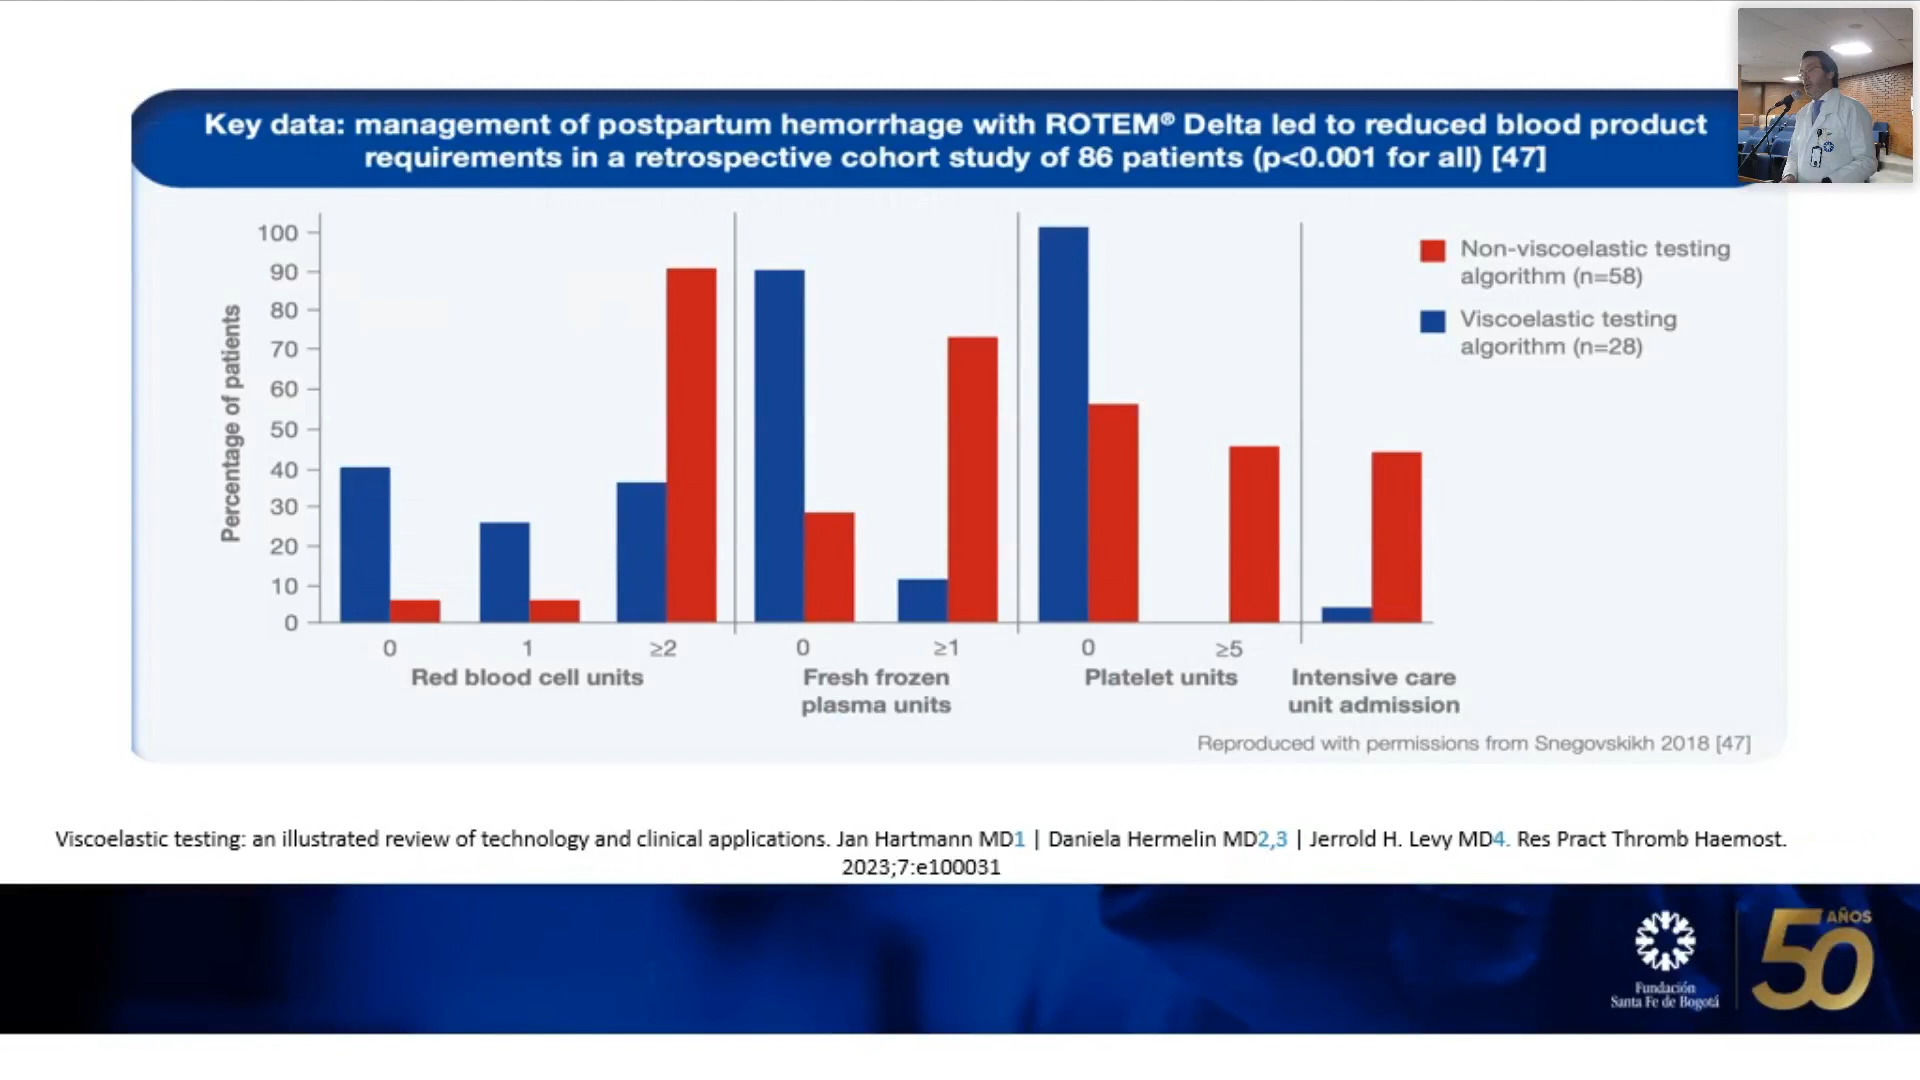 Key data: management of postpartum hemorrhage with ROTEM® Delta led to reduced blood product
requirements in a retrospective cohort study of 86 patients (p<0.001 for all) [47]
Percentage of patients
100
90
80
70
60
50
40
30
20
10
0
Non-viscoelastic testing
algorithm (n=58)
Viscoelastic testing
algorithm (n=28)
0 1 ≥2 0 ≥1 0 ≥5
Red blood cell units
Fresh frozen
plasma units
Platelet units
Intensive care
unit admission
Reproduced with permissions from Snegovskikh 2018 [47]
Viscoelastic testing: an illustrated review of technology and clinical applications. Jan Hartmann MD1 | Daniela Hermelin MD2,3 | Jerrold H. Levy MD4. Res Pract Thromb Haemost.
2023;7:e100031
Fundación
Santa Fe de Bogotá
50 AÑOS